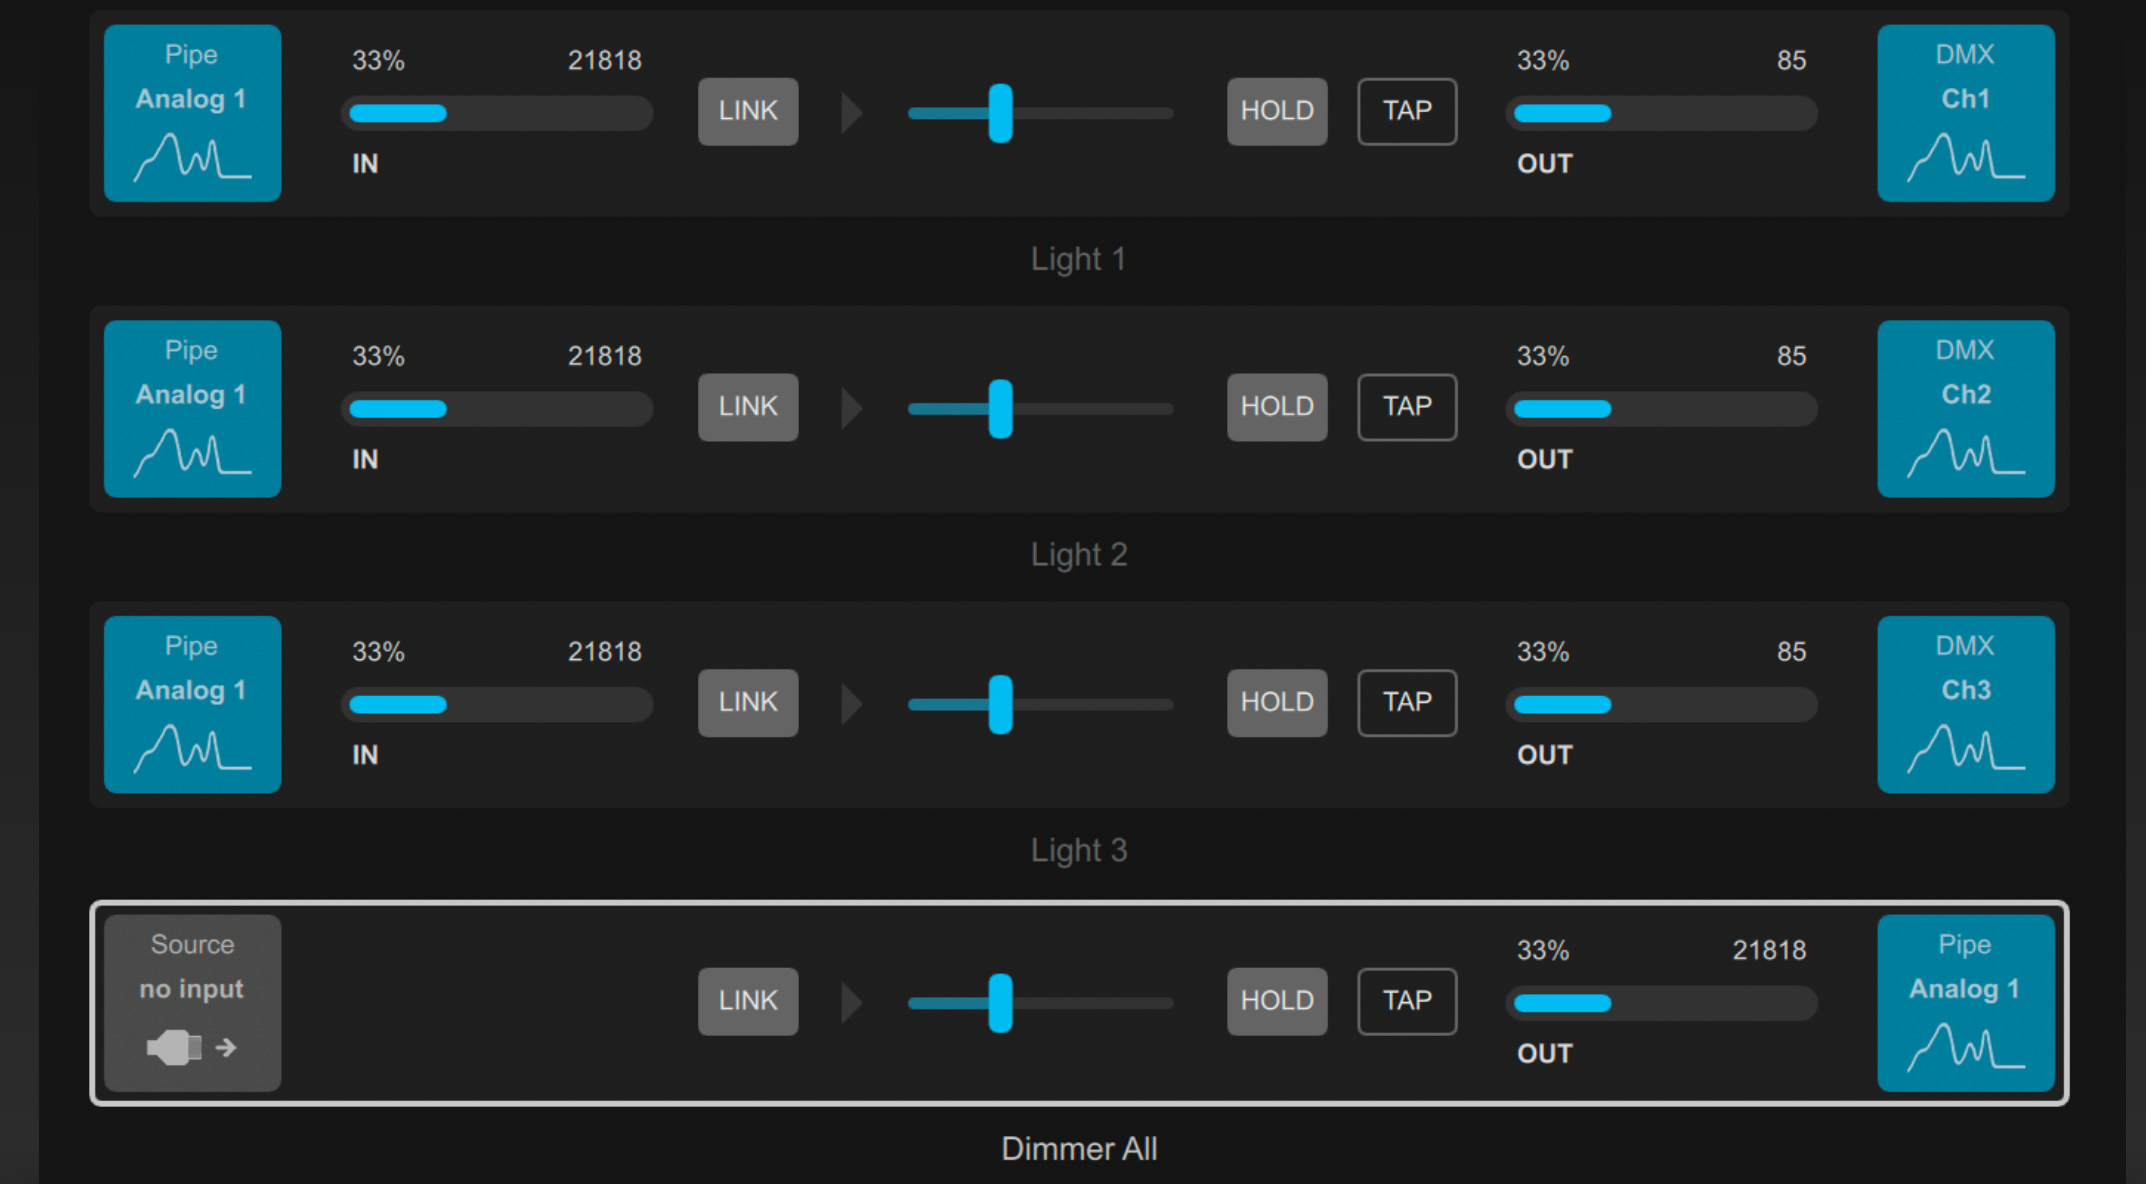 Pipe
Analog 1
33% 21818
IN
LINK
HOLD
TAP
33% 85
OUT
DMX
Ch1
Light 1
Pipe
Analog 1
33% 21818
IN
LINK
HOLD
TAP
33% 85
OUT
DMX
Ch2
Light 2
Pipe
Analog 1
33% 21818
IN
LINK
HOLD
TAP
33% 85
OUT
DMX
Ch3
Light 3
Source
no input
LINK
HOLD
TAP
33% 21818
OUT
Pipe
Analog 1
Dimmer All